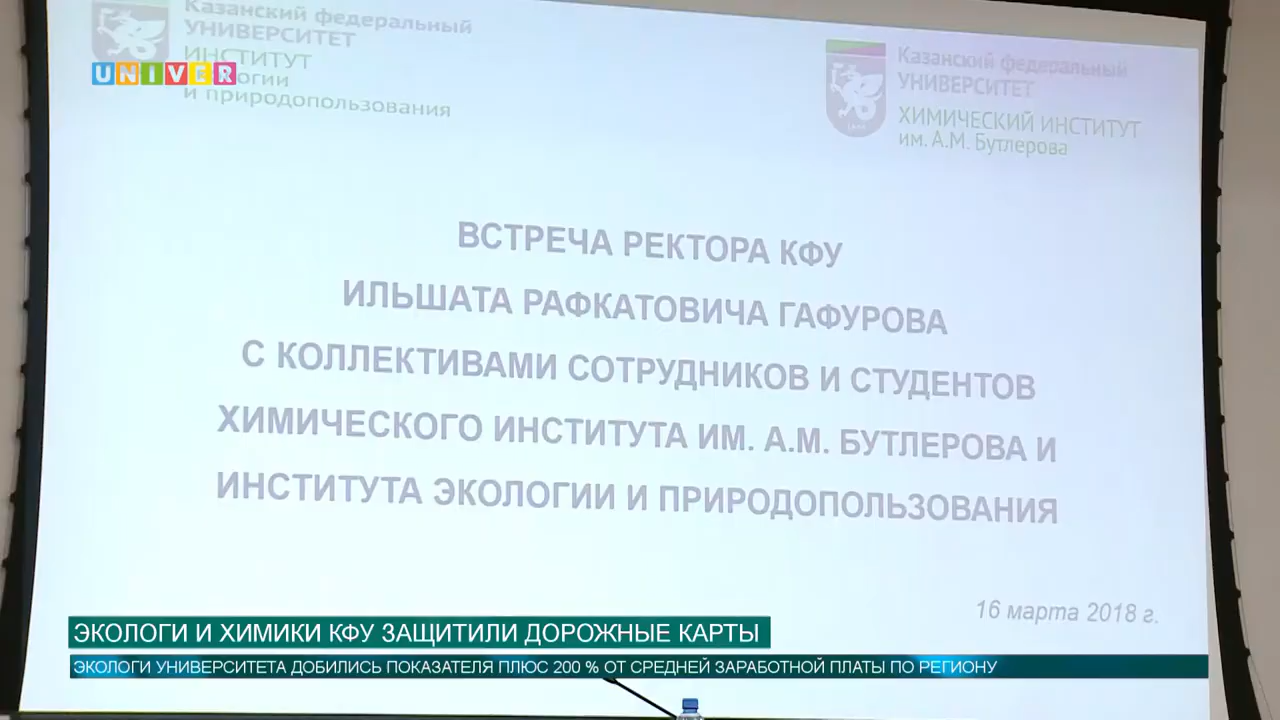 Казанский федеральный
УНИВЕРСИТЕТ
ИНСТИТУТ
и природопользования
UNIVER
Казанский федеральный
УНИВЕРСИТЕТ
ХИМИЧЕСКИЙ ИНСТИТУТ
им. А.М. Бутлерова
ВСТРЕЧА РЕКТОРА КФУ
ИЛЬШАТА РАФКАТОВИЧА ГАФУРОВА
С КОЛЛЕКТИВАМИ СОТРУДНИКОВ И СТУДЕНТОВ
ХИМИЧЕСКОГО ИНСТИТУТА ИМ. А.М. БУТЛЕРОВА И
ИНСТИТУТА ЭКОЛОГИИ И ПРИРОДОПОЛЬЗОВАНИЯ
16 марта 2018 г.
ЭКОЛОГИ И ХИМИКИ КФУ ЗАЩИТИЛИ ДОРОЖНЫЕ КАРТЫ
ЭКОЛОГИ УНИВЕРСИТЕТА ДОБИЛИСЬ ПОКАЗАТЕЛЯ ПЛЮС 200 % ОТ СРЕДНЕЙ ЗАРАБОТНОЙ ПЛАТЫ ПО РЕГИОНУ